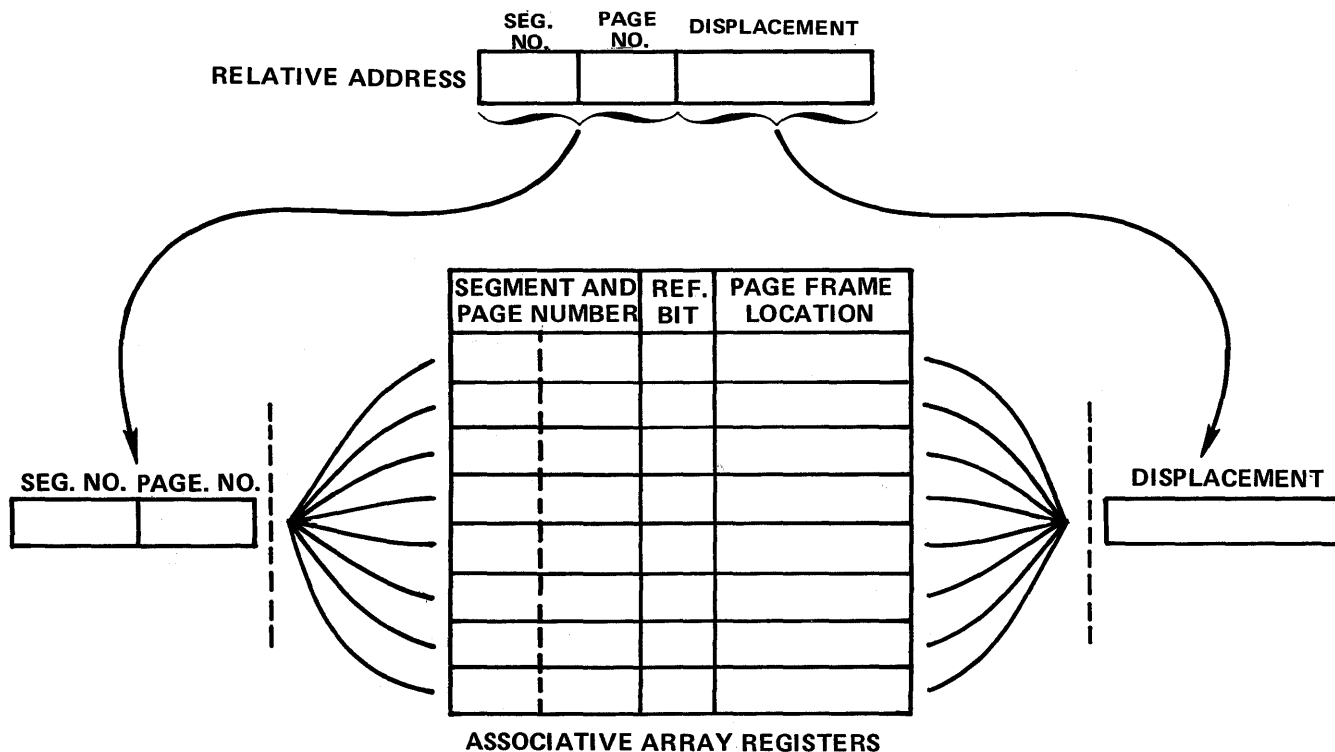 SEG. NO.
PAGE NO.
DISPLACEMENT
RELATIVE ADDRESS
SEGMENT AND PAGE NUMBER
REF. BIT
PAGE FRAME LOCATION
SEG. NO.
PAGE. NO.
DISPLACEMENT
ASSOCIATIVE ARRAY REGISTERS